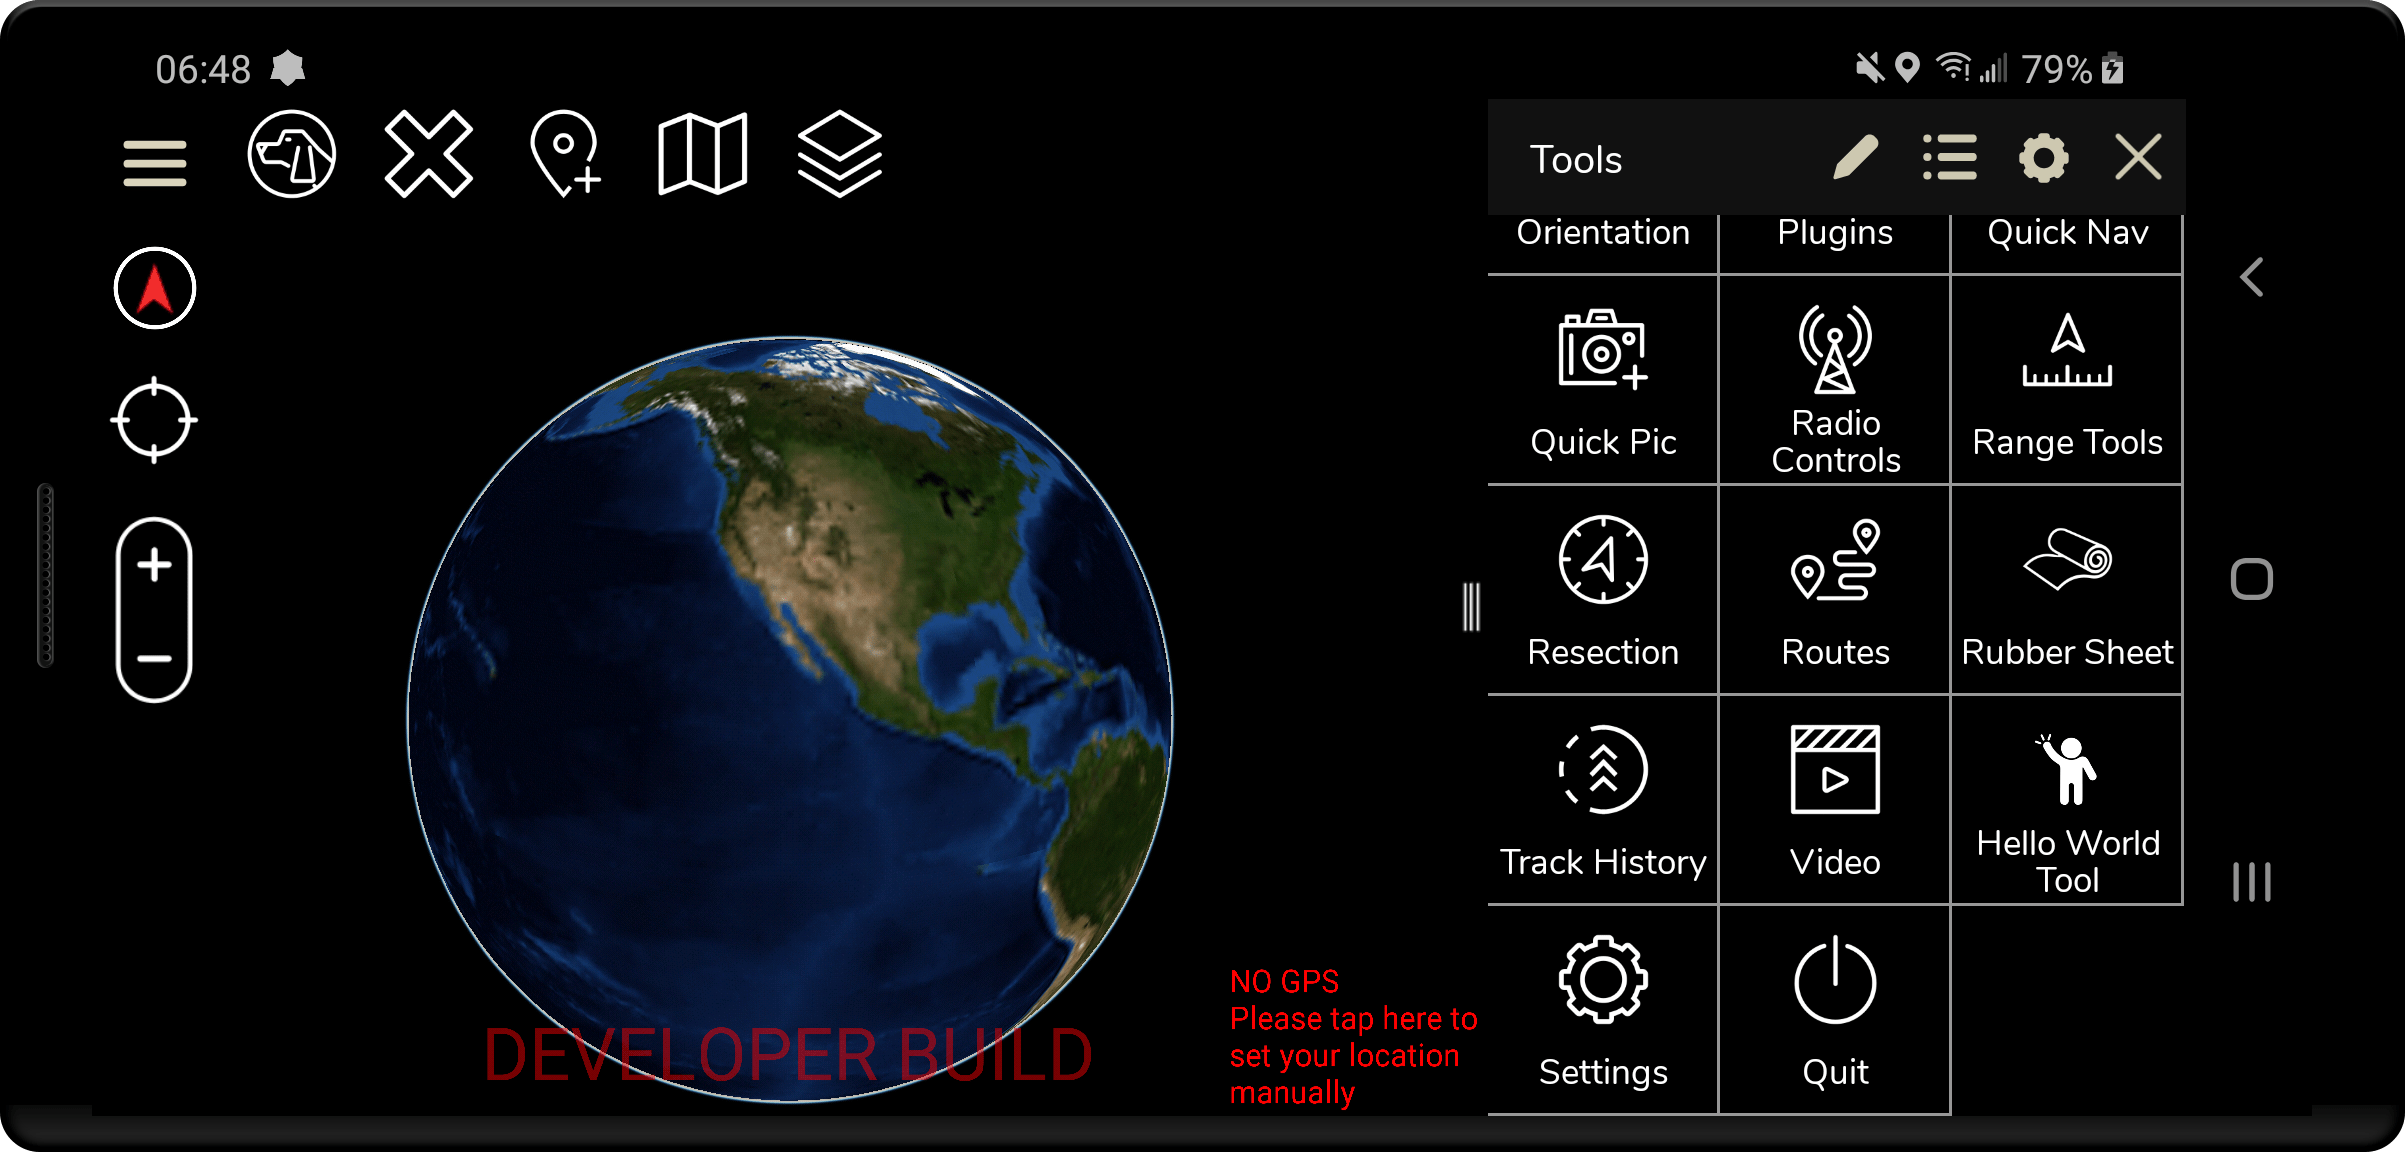 06:48
79%
Tools
Orientation
Plugins
Quick Nav
Quick Pic
Radio
Controls
Range Tools
Resection
Routes
Rubber Sheet
Track History
Video
Hello World
Tool
Settings
Quit
NO GPS
Please tap here to
set your location
manually
DEVELOPER BUILD